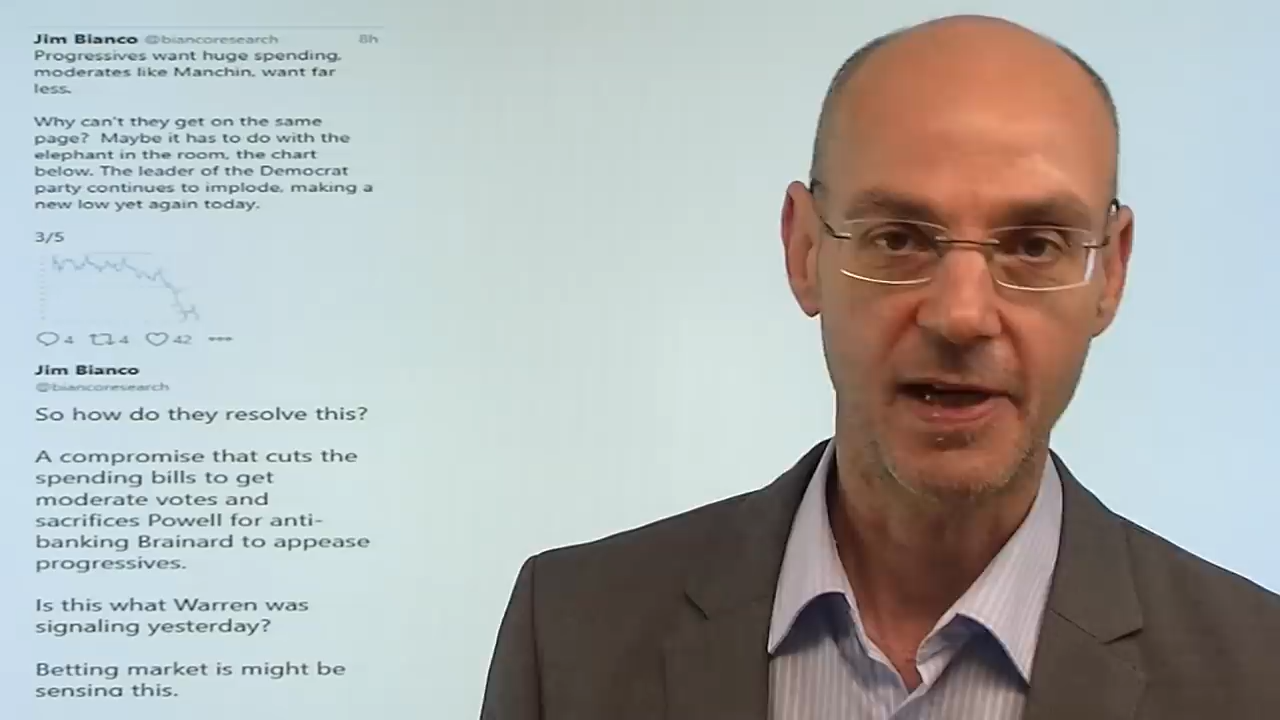 Jim Bianco @biancoresearch 8h
Progressives want huge spending,
moderates like Manchin, want far
less.
Why can't they get on the same
page? Maybe it has to do with the
elephant in the room, the chart
below. The leader of the Democrat
party continues to implode, making a
new low yet again today.
3/5
4 4 42
Jim Bianco
@biancoresearch
So how do they resolve this?
A compromise that cuts the
spending bills to get
moderate votes and
sacrifices Powell for anti-
banking Brainard to appease
progressives.
Is this what Warren was
signaling yesterday?
Betting market is might be
sensing this.